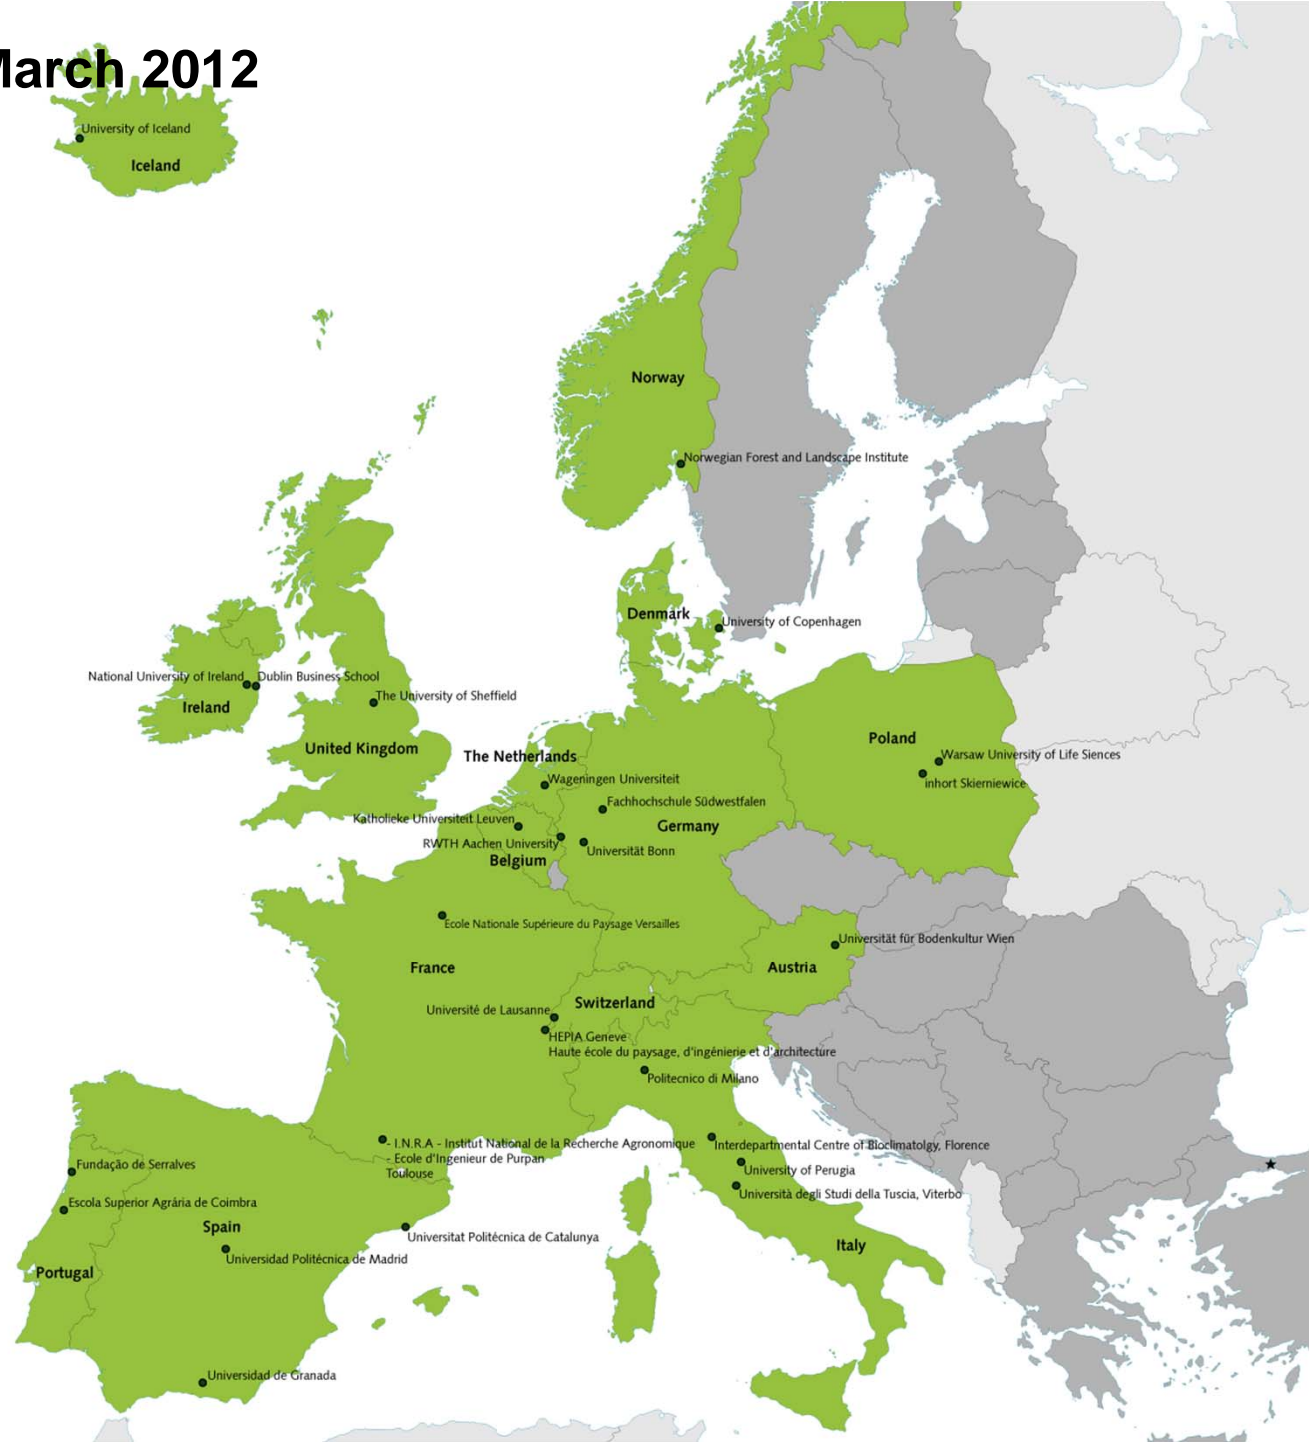 March 2012
University of Iceland
Iceland
Norway
Norwegian Forest and Landscape Institute
Denmark
University of Copenhagen
National University of Ireland
Dublin Business School
Ireland
The University of Sheffield
United Kingdom
The Netherlands
Wageningen Universiteit
Poland
Warsaw University of Life Siences
inhort Skierniewice
Fachhochschule Südwestfalen
Germany
Katholieke Universiteit Leuven
RWTH Aachen University
Universität Bonn
Belgium
Ecole Nationale Supérieure du Paysage Versailles
France
Universität für Bodenkultur Wien
Austria
Switzerland
Université de Lausanne
HEPIA Geneve
Haute école du paysage, d'ingénierie et d'architecture
Politecnico di Milano
- I.N.R.A - Institut National de la Recherche Agronomique
- Ecole d'Ingenieur de Purpan
Toulouse
Interdepartmental Centre of Bioclimatolgy, Florence
University of Perugia
Università degli Studi della Tuscia, Viterbo
Italy
Fundação de Serralves
Escola Superior Agrária de Coimbra
Spain
Universitat Politécnica de Catalunya
Universidad Politécnica de Madrid
Portugal
Universidad de Granada